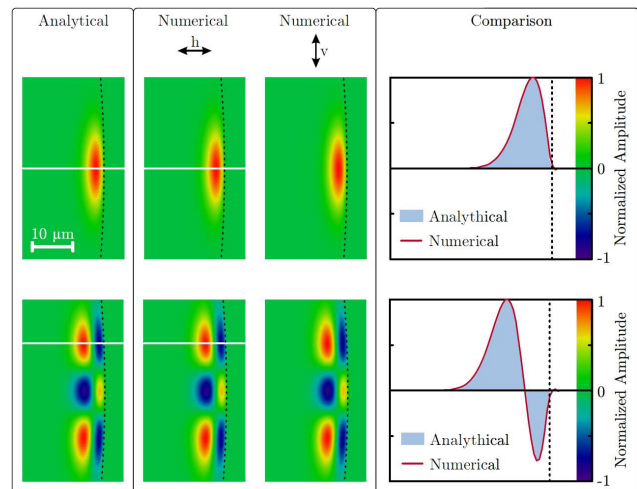 Analytical
Numerical
h
Numerical
v
Comparison
10 µm
Analythical
Numerical
1
0
-1
Normalized Amplitude
Analythical
Numerical
1
0
-1
Normalized Amplitude